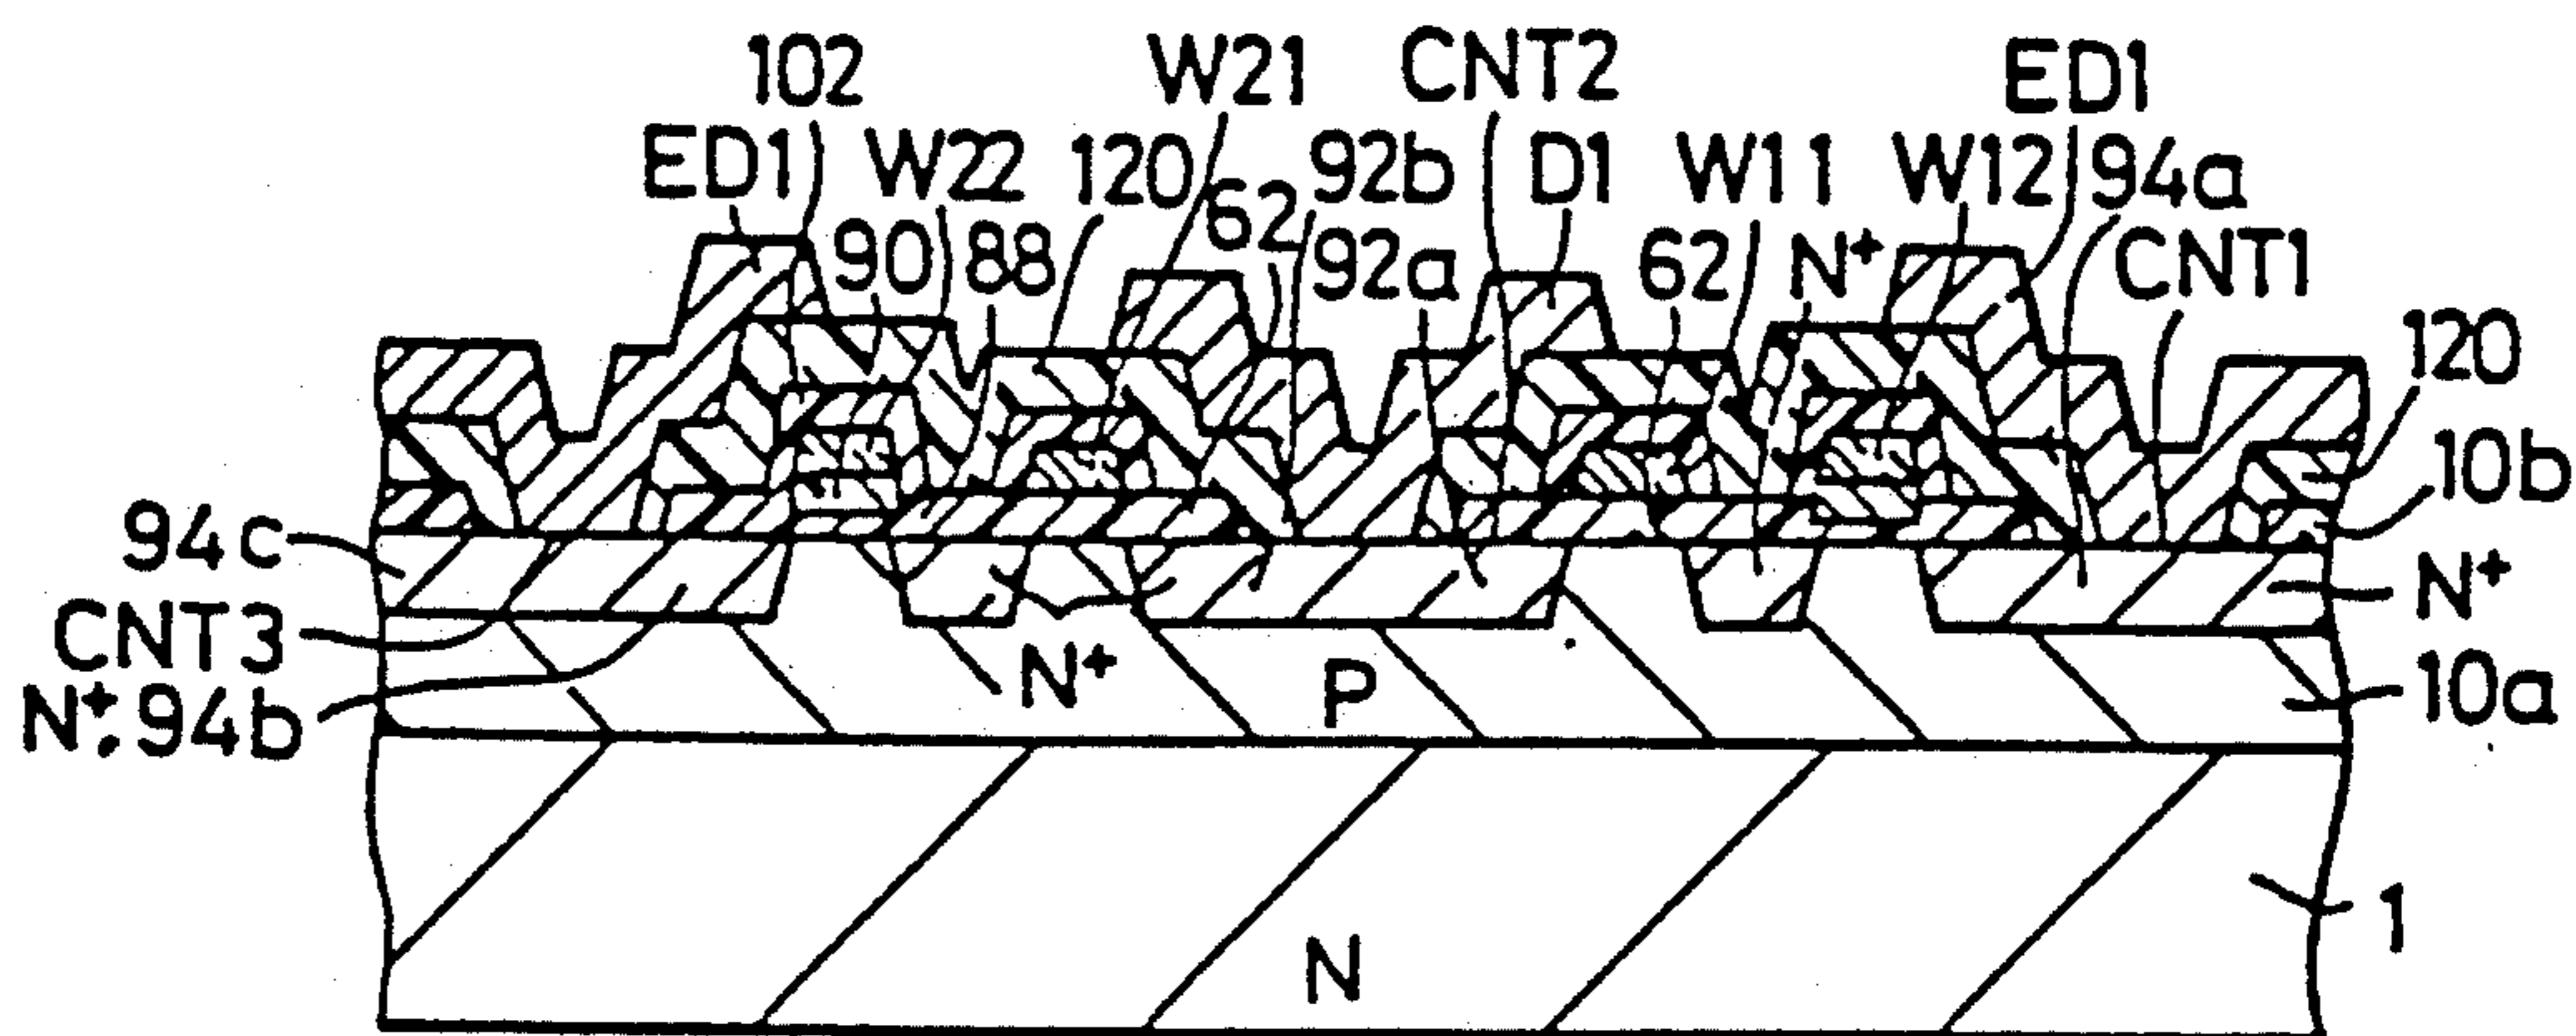 102 W21 CNT2 ED1
ED1 W22 120 62 92b D1 W11 W12 94a
90 88 92a 62 N+ CNT1
120
10b
94c
N+
CNT3 N+ P 10a
N+. 94b
1
N